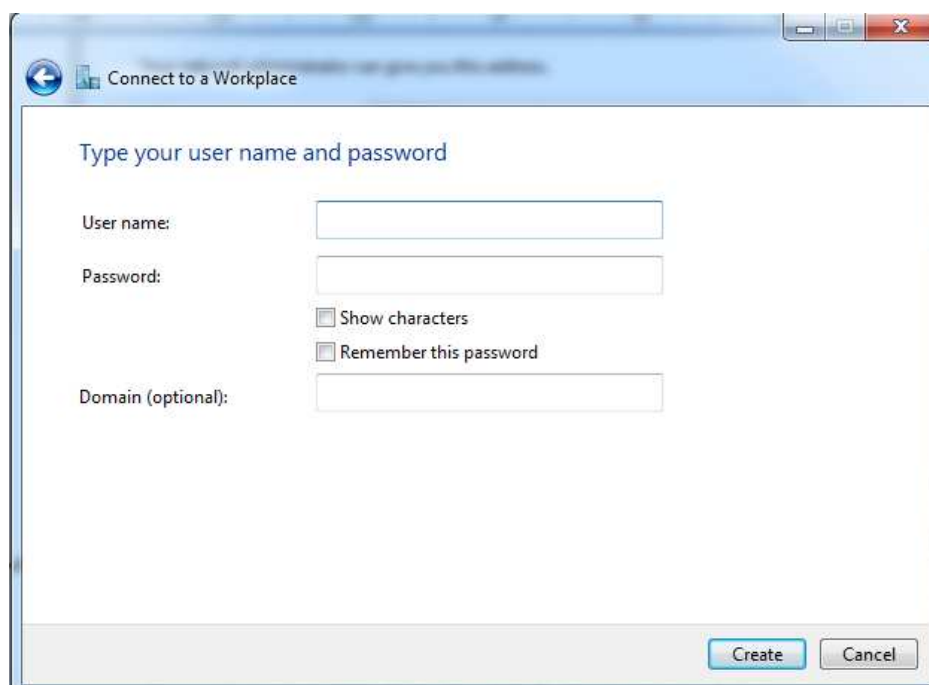 Connect to a Workplace
Type your user name and password
User name:
Password:
Show characters
Remember this password
Domain (optional):
Create Cancel